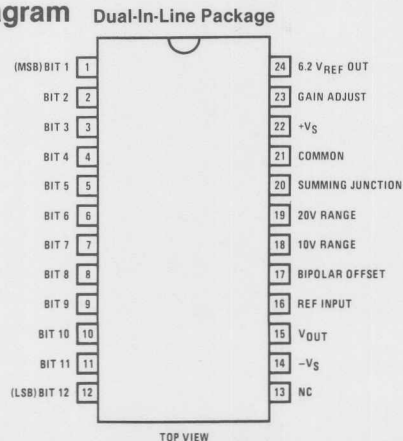 agram Dual-In-Line Package
(MSB) BIT 1 1 24 6.2 VREF OUT
BIT 2 2 23 GAIN ADJUST
BIT 3 3 22 +VS
BIT 4 4 21 COMMON
BIT 5 5 20 SUMMING JUNCTION
BIT 6 6 19 20V RANGE
BIT 7 7 18 10V RANGE
BIT 8 8 17 BIPOLAR OFFSET
BIT 9 9 16 REF INPUT
BIT 10 10 15 VOUT
BIT 11 11 14 –VS
(LSB) BIT 12 12 13 NC
TOP VIEW